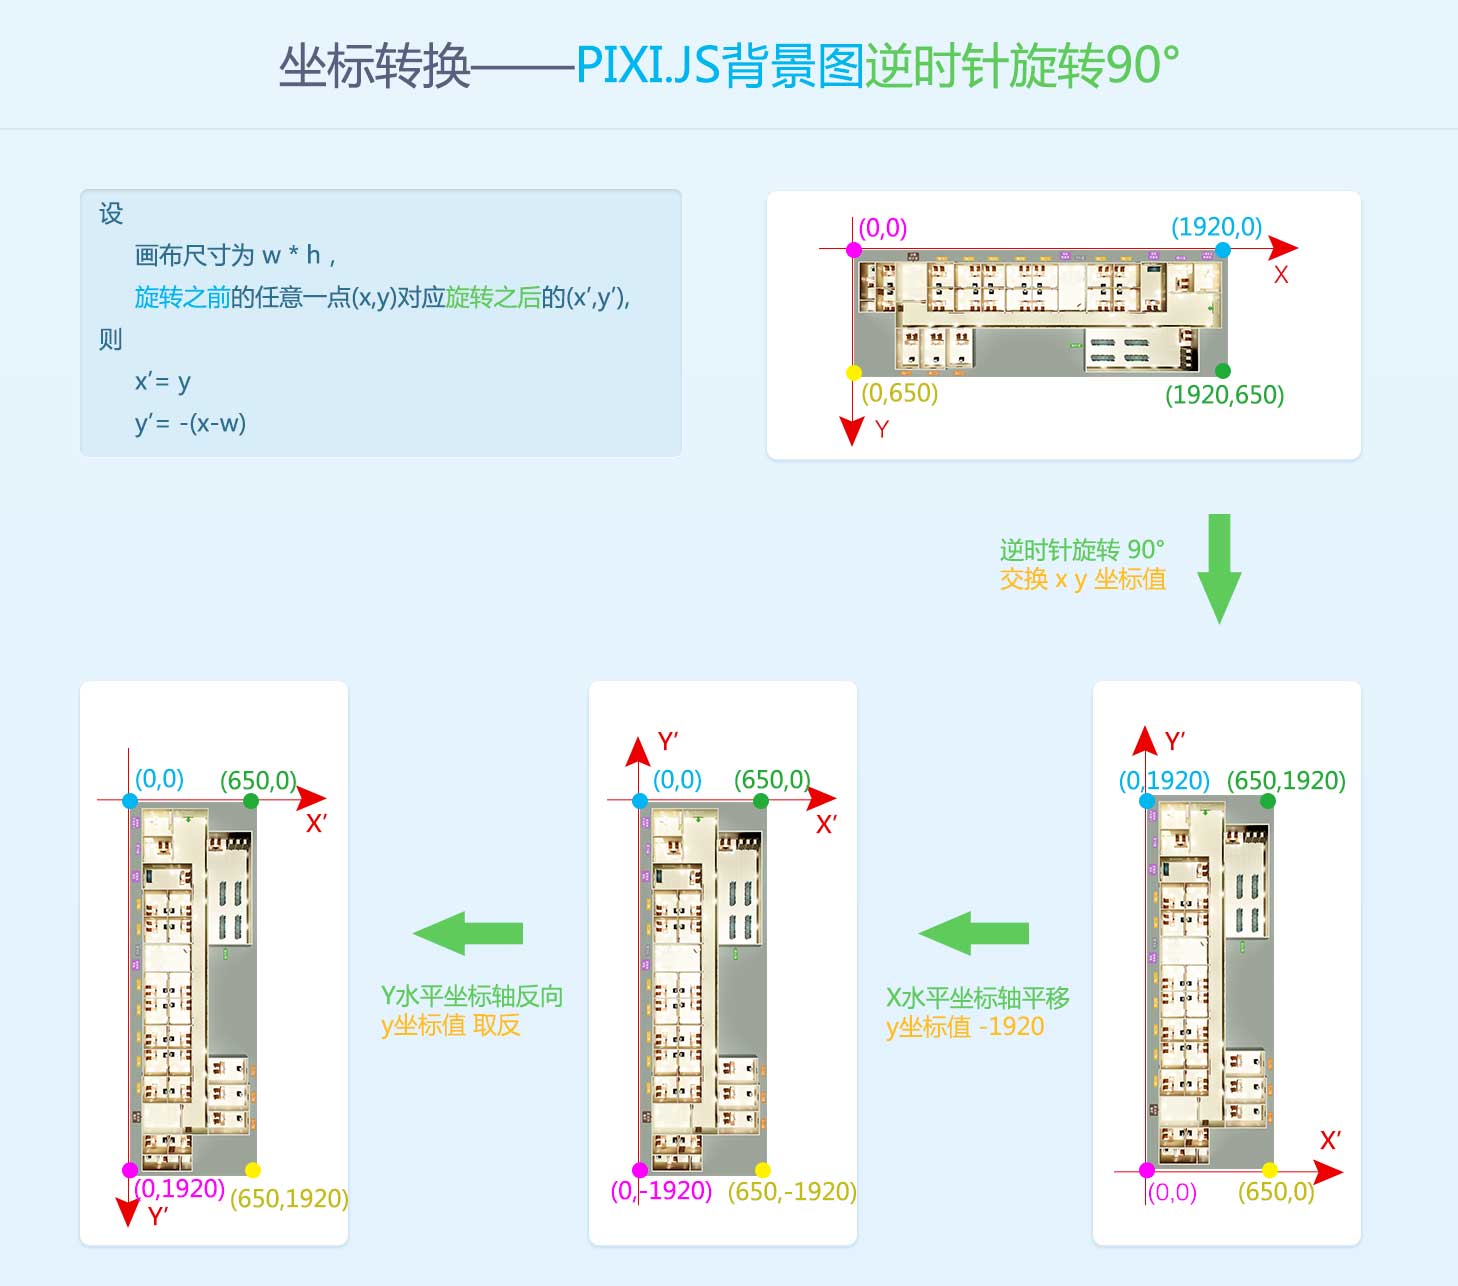 坐标转换——PIXI.JS背景图逆时针旋转90°
设
画布尺寸为 w * h ,
旋转之前的任意一点(x,y)对应旋转之后的(x’,y’),
则
x’= y
y’= -(x-w)
(0,0)
(1920,0)
X
(0,650)
(1920,650)
Y
逆时针旋转 90°
交换 x y 坐标值
Y’
(0,1920)
(650,1920)
X’
(0,0)
(650,0)
X水平坐标轴平移
y坐标值 -1920
Y’
(0,0)
(650,0)
X’
(0,-1920)
(650,-1920)
Y水平坐标轴反向
y坐标值 取反
(0,0)
(650,0)
X’
(0,1920)
(650,1920)
Y’